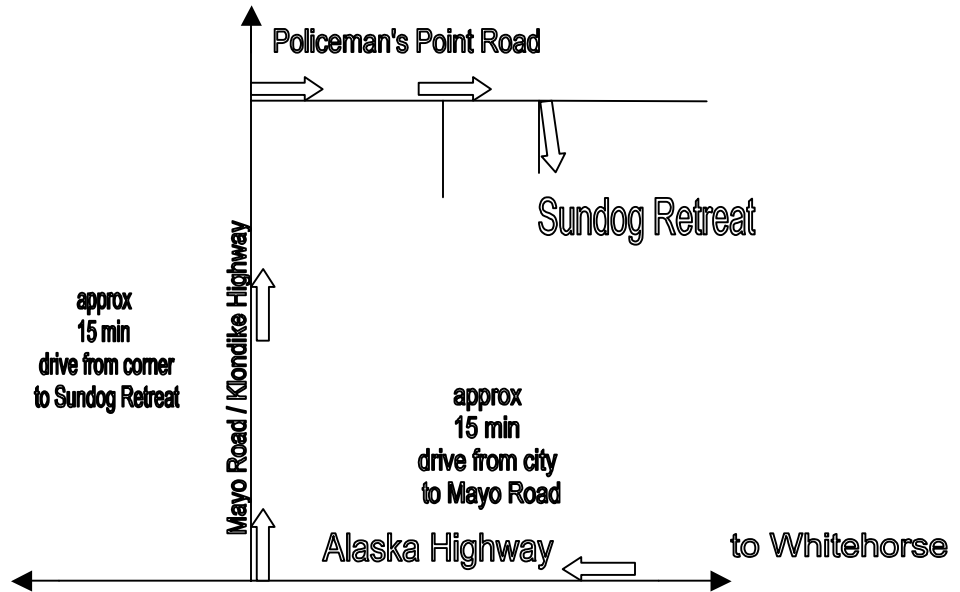 Policeman's Point Road
Sundog Retreat
Mayo Road / Klondike Highway
approx
15 min
drive from corner
to Sundog Retreat
approx
15 min
drive from city
to Mayo Road
Alaska Highway
to Whitehorse